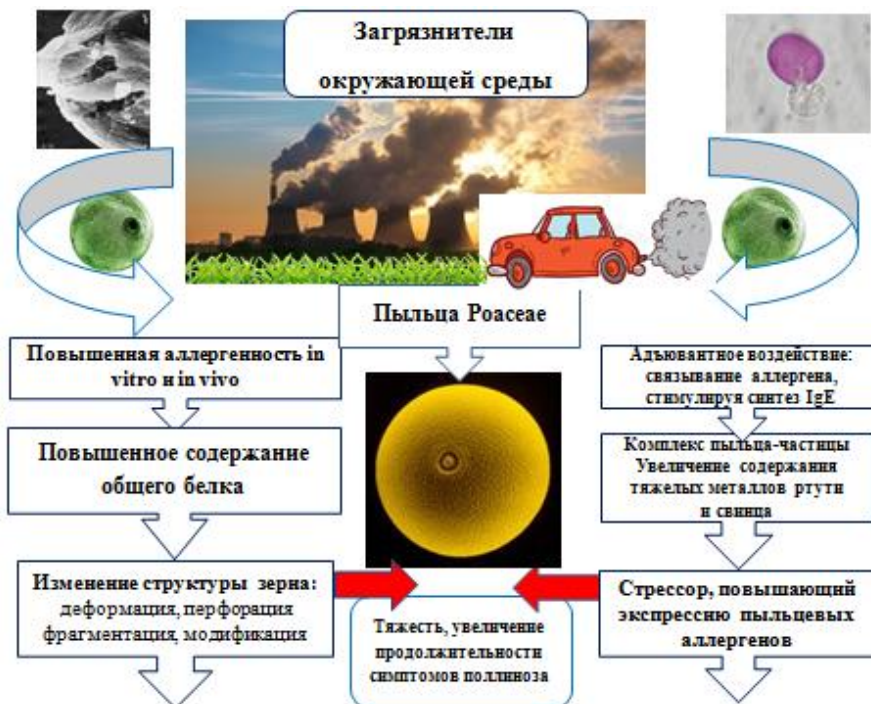 Загрязнители
окружающей среды
Пыльца Poaceae
Повышенная аллергенность in
vitro и in vivo
Повышенное содержание
общего белка
Изменение структуры зерна:
деформация, перфорация
фрагментация, модификация
Адъювантное воздействие:
связывание аллергена,
стимулируя синтез IgE
Комплекс пыльца-частицы
Увеличение содержания
тяжелых металлов ртути
и свинца
Стрессор, повышающий
экспрессию пыльцевых
аллергенов
Тяжесть, увеличение
продолжительности
симптомов поллиноза